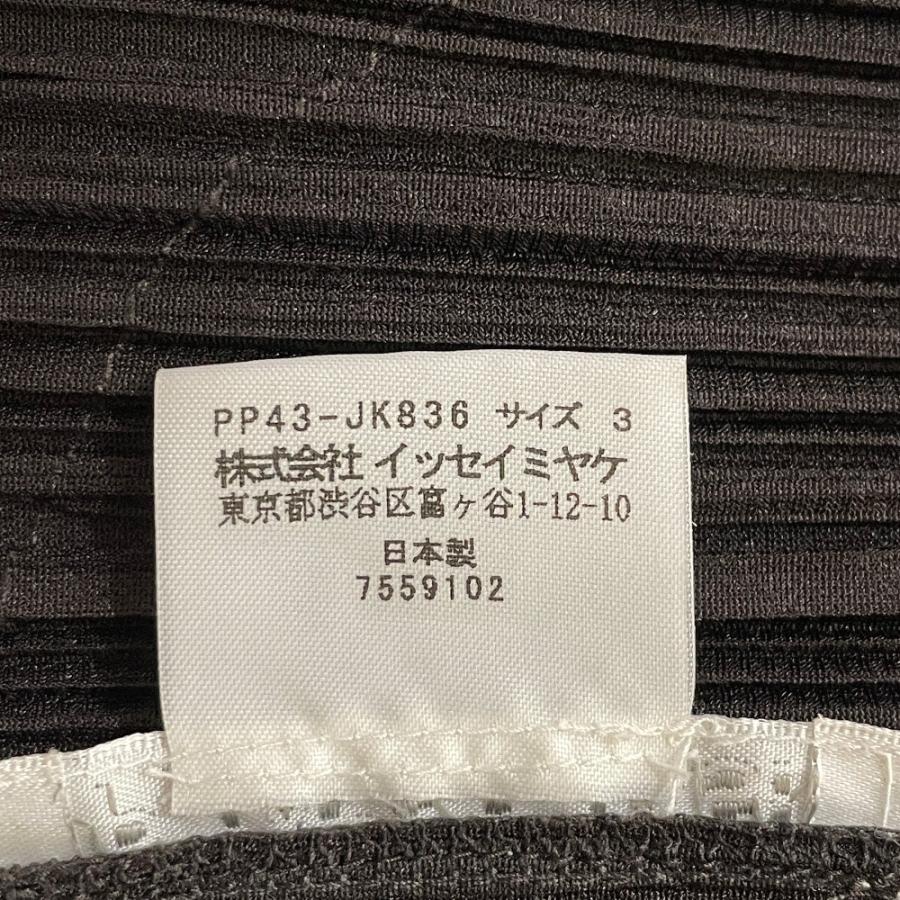 PP43-JK836 サイズ 3
株式会社 イッセイミヤケ
東京都渋谷区富ヶ谷1-12-10
日本製
7559102